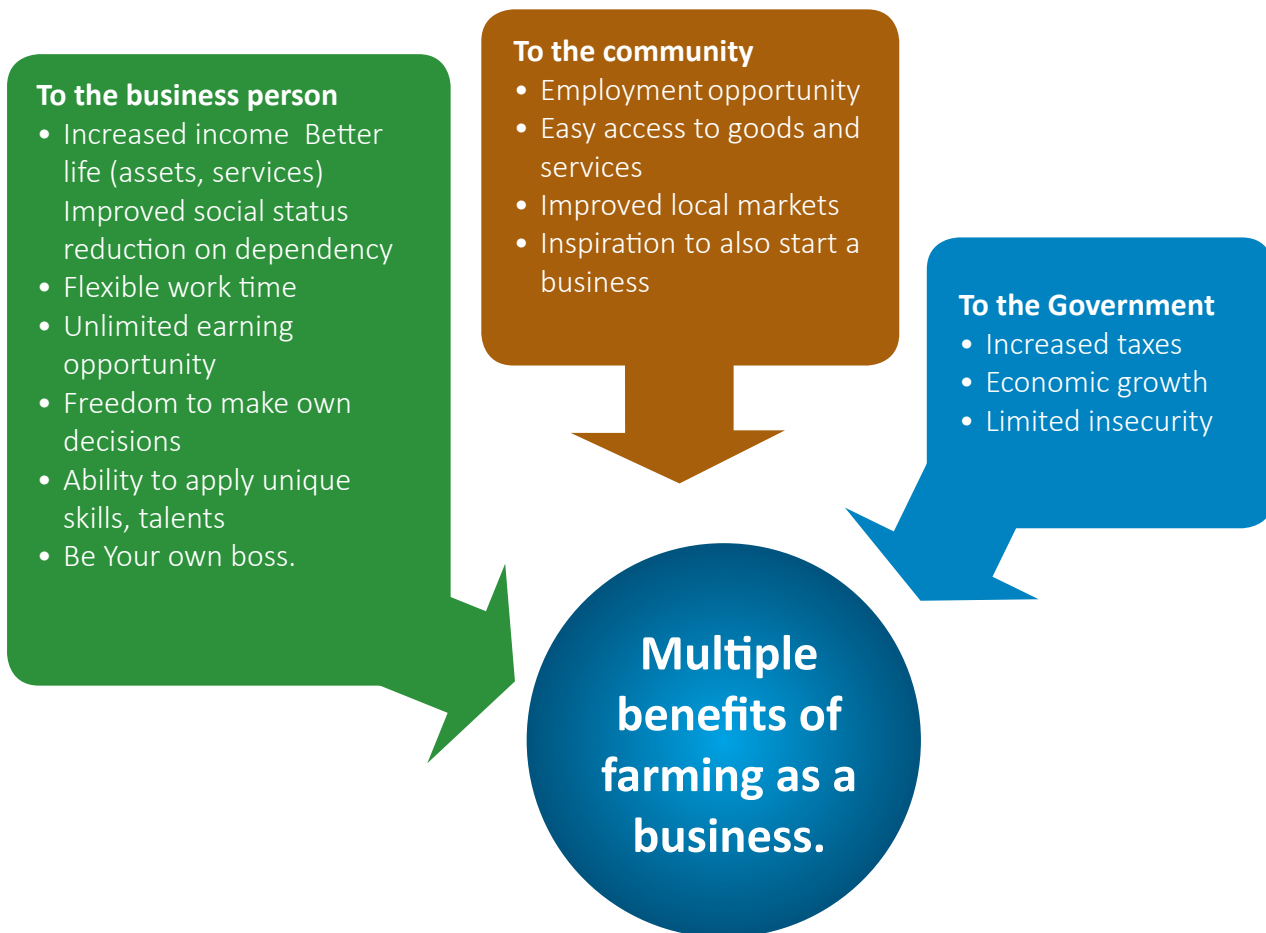 To the business person
• Increased income  Better
life (assets, services)
Improved social status
reduction on dependency
• Flexible work time
• Unlimited earning
opportunity
• Freedom to make own
decisions
• Ability to apply unique
skills, talents
• Be Your own boss.
To the community
• Employment opportunity
• Easy access to goods and
services
• Improved local markets
• Inspiration to also start a
business
To the Government
• Increased taxes
• Economic growth
• Limited insecurity
Multiple
benefits of
farming as a
business.